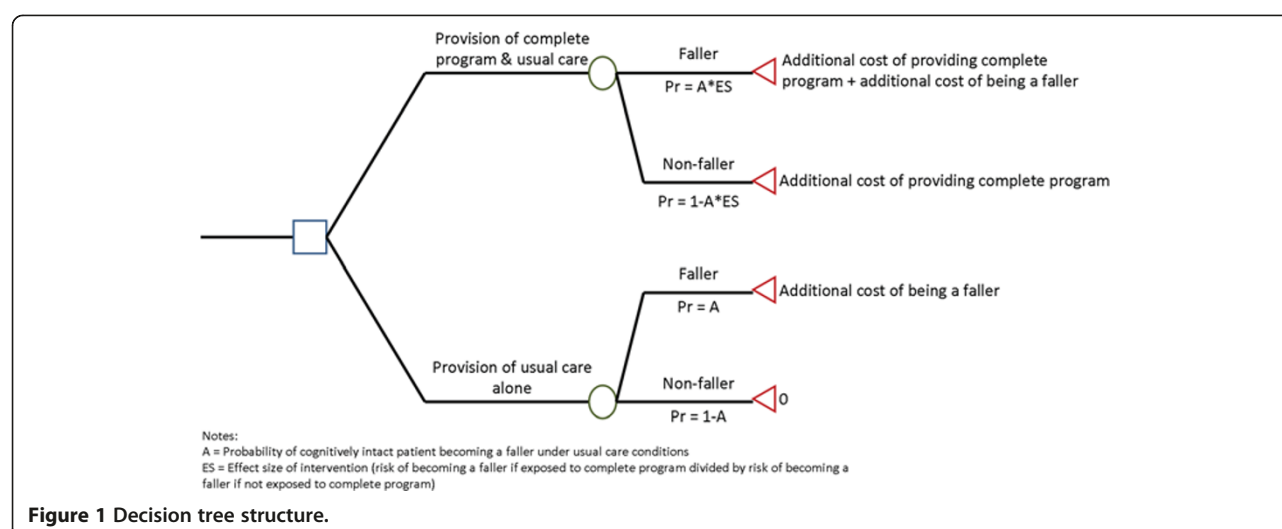 Provision of complete
program & usual care
Faller
Pr = A*ES
Additional cost of providing complete
program + additional cost of being a faller
Non-faller
Pr = 1-A*ES
Additional cost of providing complete program
Faller
Pr = A
Additional cost of being a faller
Provision of usual care
alone
Non-faller
Pr = 1-A
0
Notes:
A = Probability of cognitively intact patient becoming a faller under usual care conditions
ES = Effect size of intervention (risk of becoming a faller if exposed to complete program divided by risk of becoming a
faller if not exposed to complete program)
Figure 1 Decision tree structure.